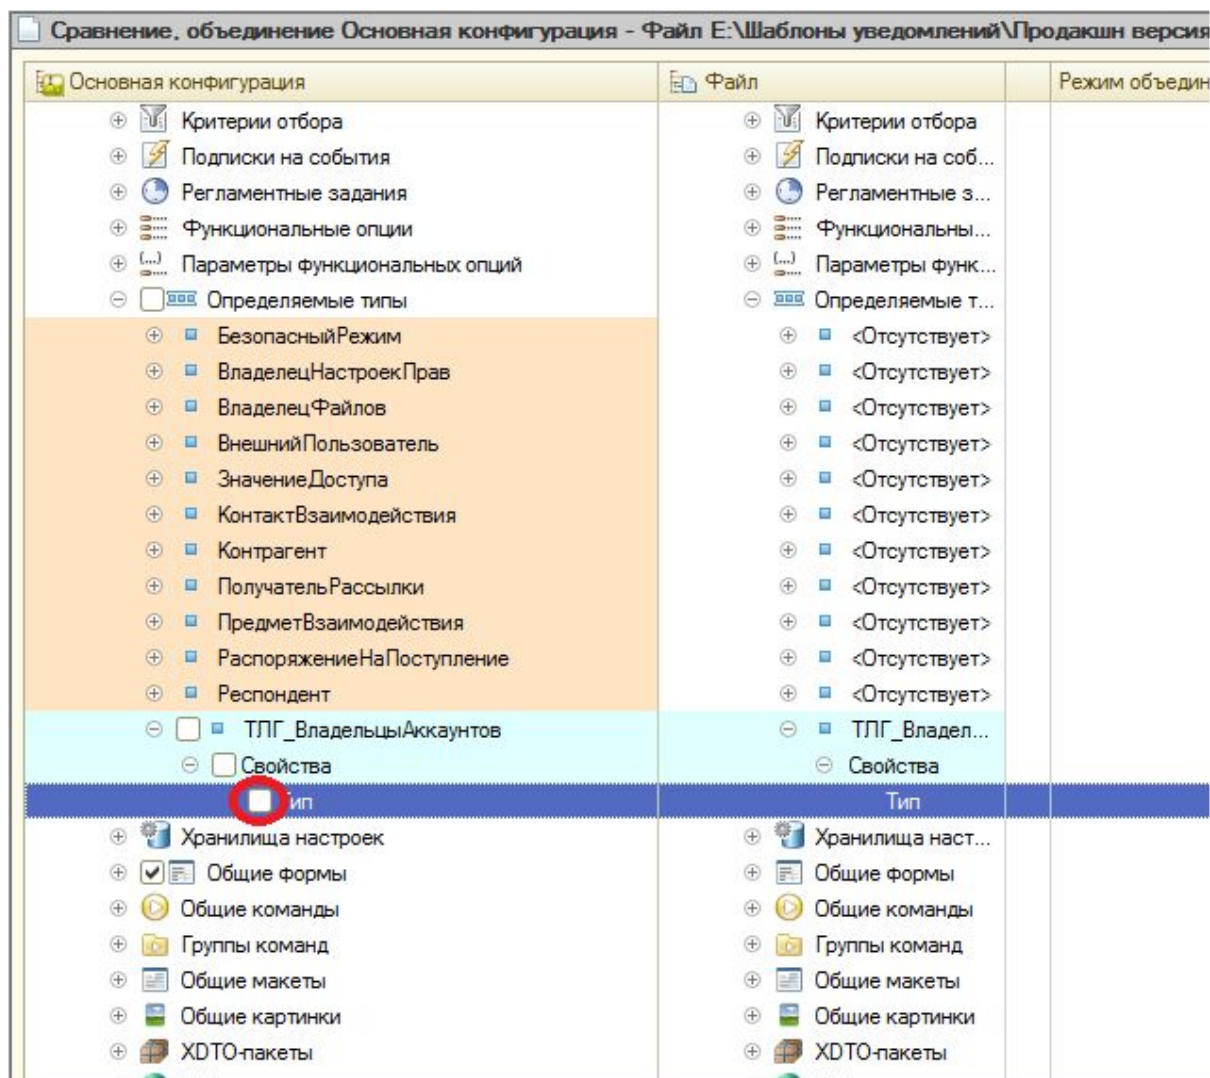 Сравнение, объединение Основная конфигурация - Файл E:\Шаблоны уведомлений\Продакшн версия
Основная конфигурация Файл Режим объедин
Критерии отбора Критерии отбора
Подписки на события Подписки на соб...
Регламентные задания Регламентные з...
Функциональные опции Функциональны...
Параметры функциональных опций Параметры функ...
Определяемые типы Определяемые т...
БезопасныйРежим <Отсутствует>
ВладелецНастроекПрав <Отсутствует>
ВладелецФайлов <Отсутствует>
ВнешнийПользователь <Отсутствует>
ЗначениеДоступа <Отсутствует>
КонтактВзаимодействия <Отсутствует>
Контрагент <Отсутствует>
ПолучательРассылки <Отсутствует>
ПредметВзаимодействия <Отсутствует>
РаспоряжениеНаПоступление <Отсутствует>
Респондент <Отсутствует>
ТЛГ_ВладельцыАккаунтов ТЛГ_Владел...
Свойства Свойства
Тип Тип
Хранилища настроек Хранилища наст...
Общие формы Общие формы
Общие команды Общие команды
Группы команд Группы команд
Общие макеты Общие макеты
Общие картинки Общие картинки
XDTO-пакеты XDTO-пакеты